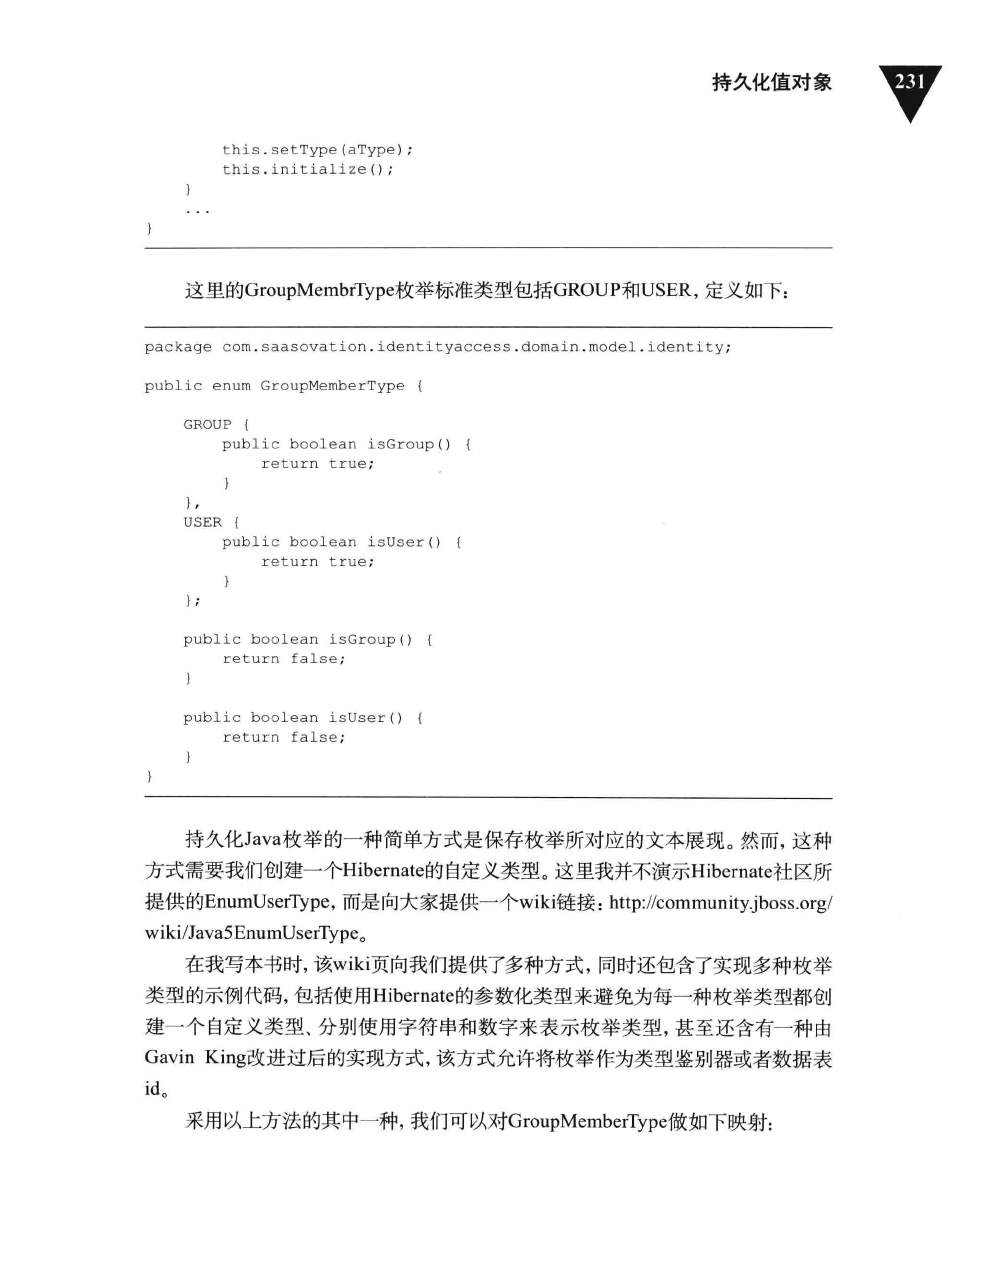 持久化值对象
231
this.setType(aType);
this.initialize();
}
...
}
这里的GroupMembrType枚举标准类型包括GROUP和USER，定义如下：
package com.saasovation.identityaccess.domain.model.identity;
public enum GroupMemberType {
GROUP {
public boolean isGroup() {
return true;
}
},
USER {
public boolean isUser() {
return true;
}
};
public boolean isGroup() {
return false;
}
public boolean isUser() {
return false;
}
}
持久化Java枚举的一种简单方式是保存枚举所对应的文本展现。然而，这种
方式需要我们创建一个Hibernate的自定义类型。这里我并不演示Hibernate社区所
提供的EnumUserType，而是向大家提供一个wiki链接：http://community.jboss.org/
wiki/Java5EnumUserType。
在我写本书时，该wiki页向我们提供了多种方式，同时还包含了实现多种枚举
类型的示例代码，包括使用Hibernate的参数化类型来避免为每一种枚举类型都创
建一个自定义类型、分别使用字符串和数字来表示枚举类型，甚至还含有一种由
Gavin King改进过后的实现方式，该方式允许将枚举作为类型鉴别器或者数据表
id。
采用以上方法的其中一种，我们可以对GroupMemberType做如下映射：